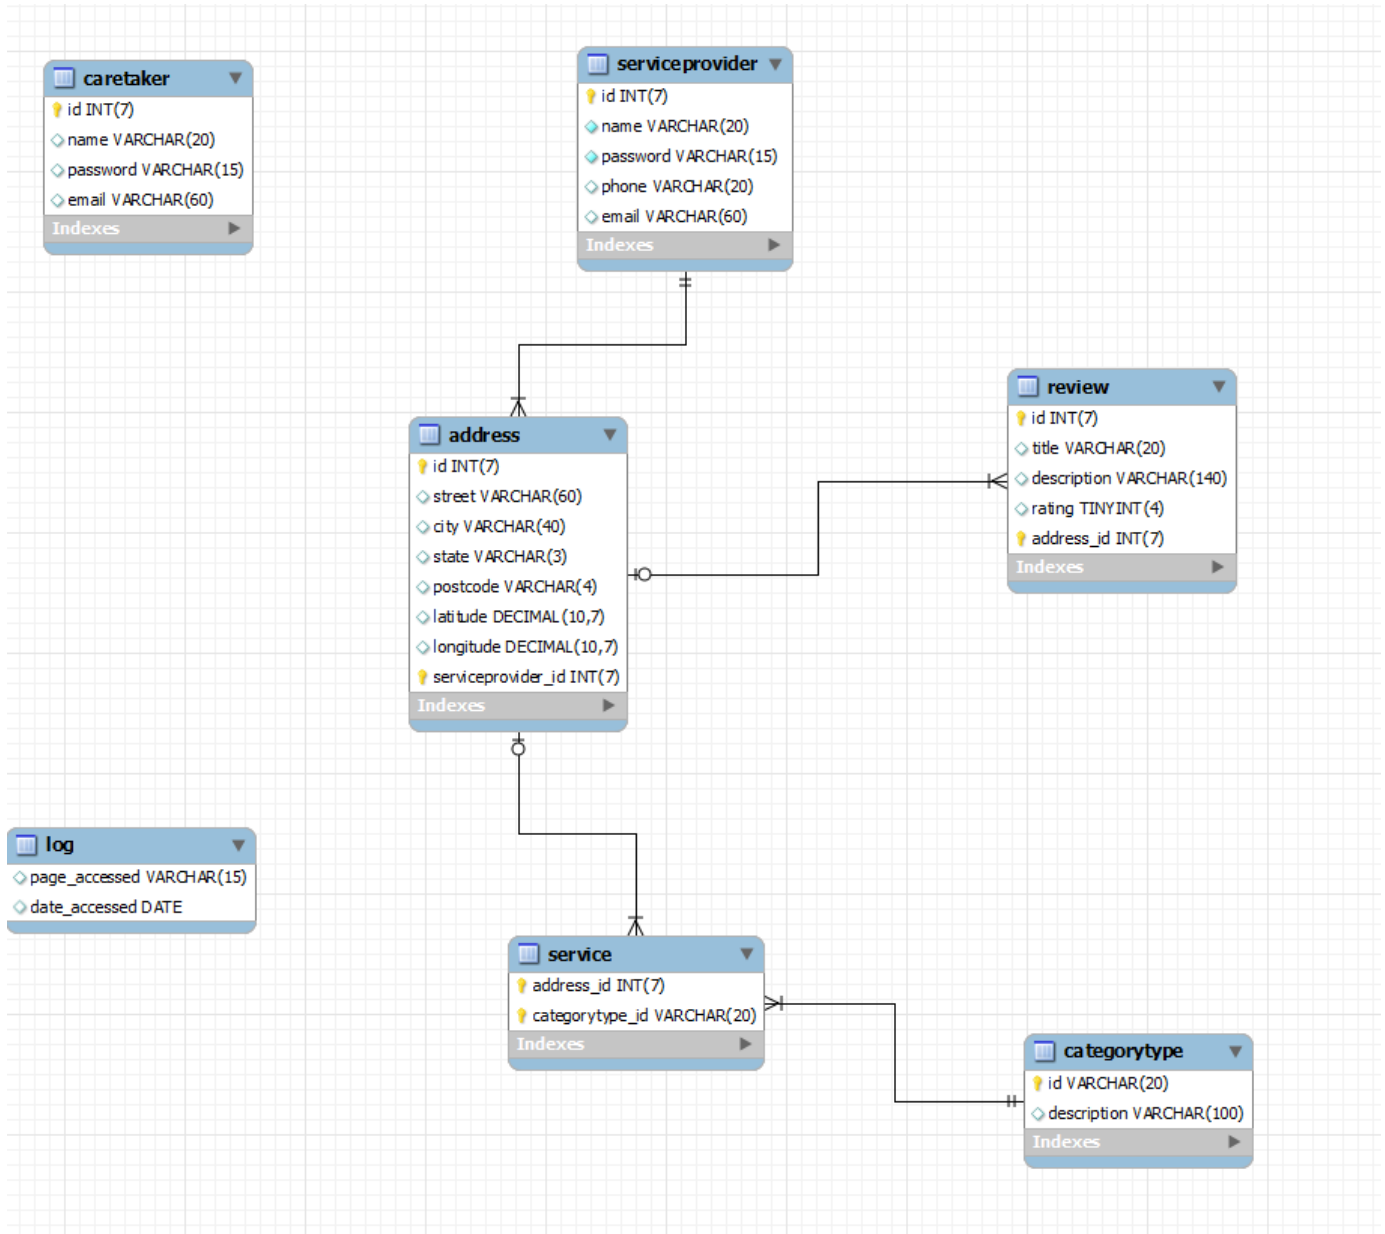 caretaker
id INT(7)
name VARCHAR(20)
password VARCHAR(15)
email VARCHAR(60)
Indexes
serviceprovider
id INT(7)
name VARCHAR(20)
password VARCHAR(15)
phone VARCHAR(20)
email VARCHAR(60)
Indexes
address
id INT(7)
street VARCHAR(60)
city VARCHAR(40)
state VARCHAR(3)
postcode VARCHAR(4)
latitude DECIMAL(10,7)
longitude DECIMAL(10,7)
serviceprovider_id INT(7)
Indexes
review
id INT(7)
title VARCHAR(20)
description VARCHAR(140)
rating TINYINT(4)
address_id INT(7)
Indexes
log
page_accessed VARCHAR(15)
date_accessed DATE
service
address_id INT(7)
categorytype_id VARCHAR(20)
Indexes
categorytype
id VARCHAR(20)
description VARCHAR(100)
Indexes